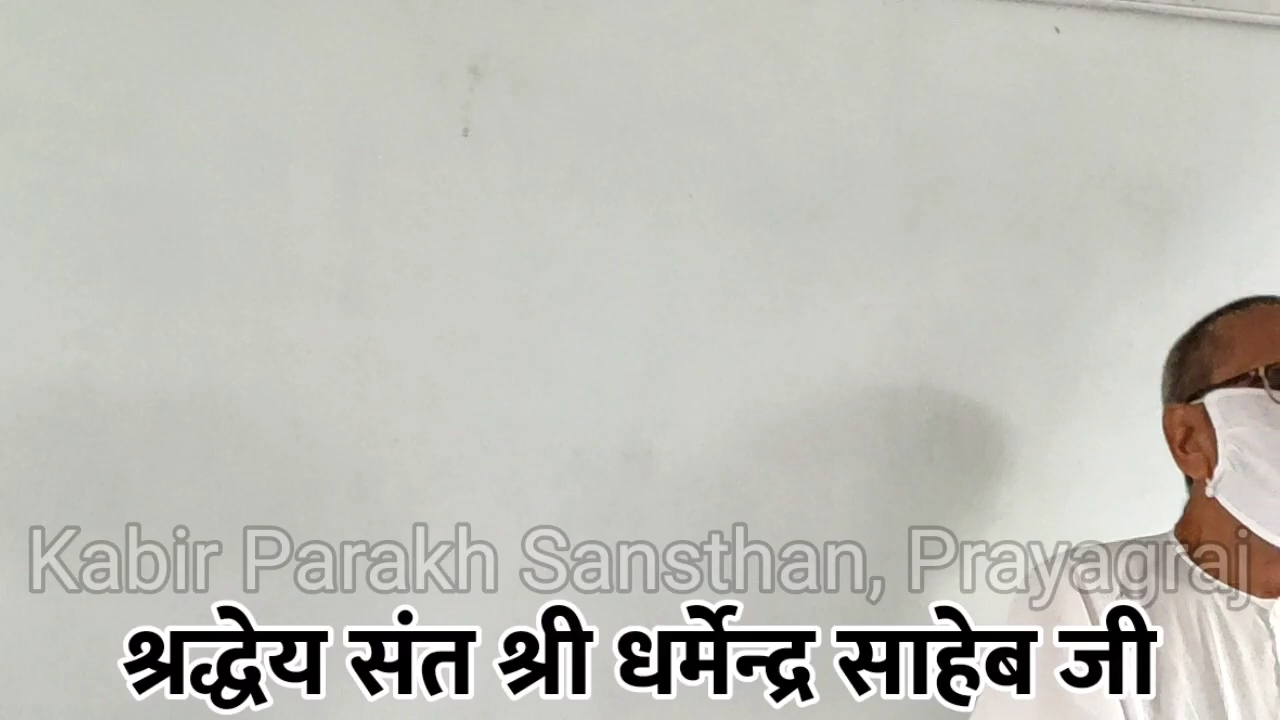 Kabir Parakh Sansthan, Prayagraj
श्रद्धेय संत श्री धर्मेन्द्र साहेब जी